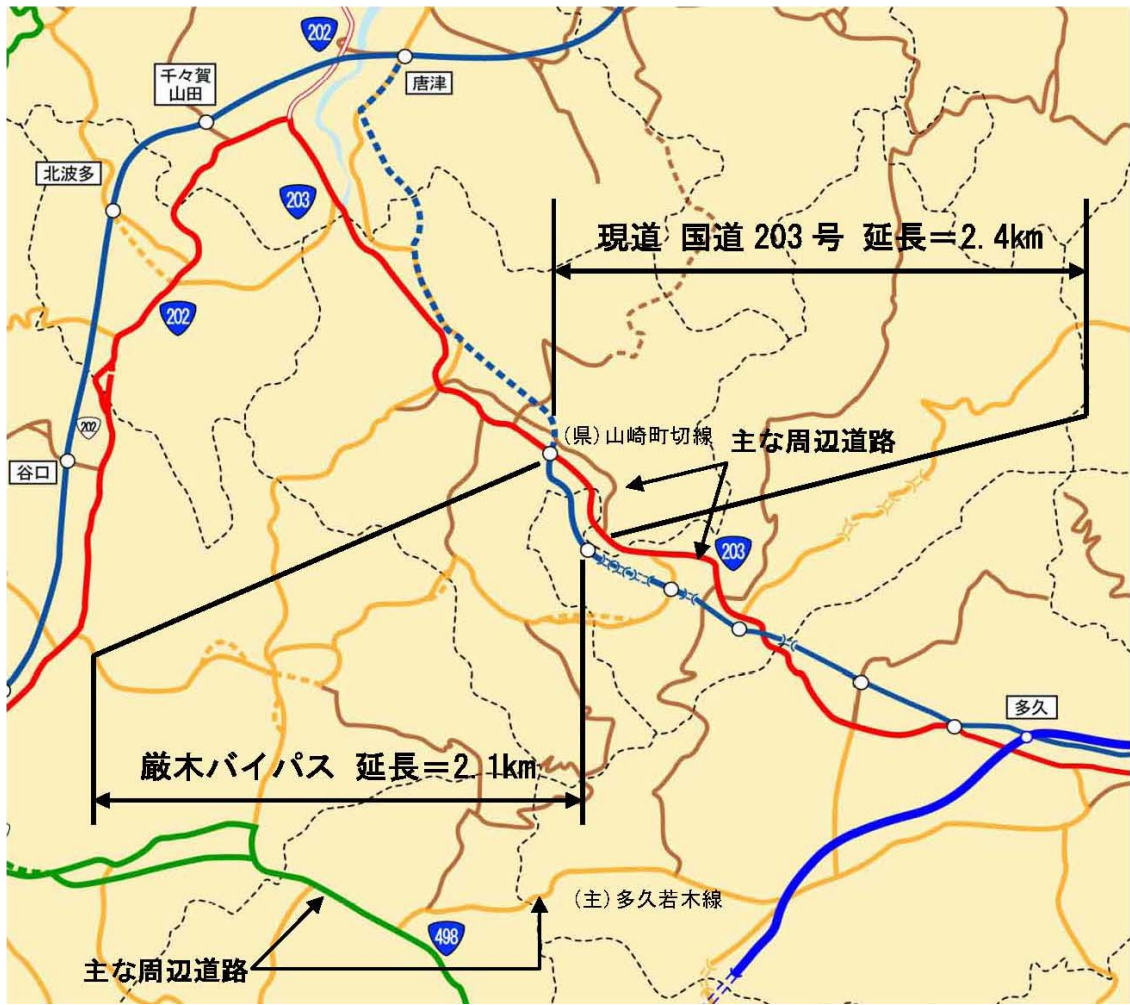 202
千々賀
山田
唐津
北波多
203
現道 国道203号 延長＝2.4km
202
202
(県)山崎町切線
主な周辺道路
谷口
203
多久
厳木バイパス 延長＝2.1km
(主)多久若木線
498
主な周辺道路